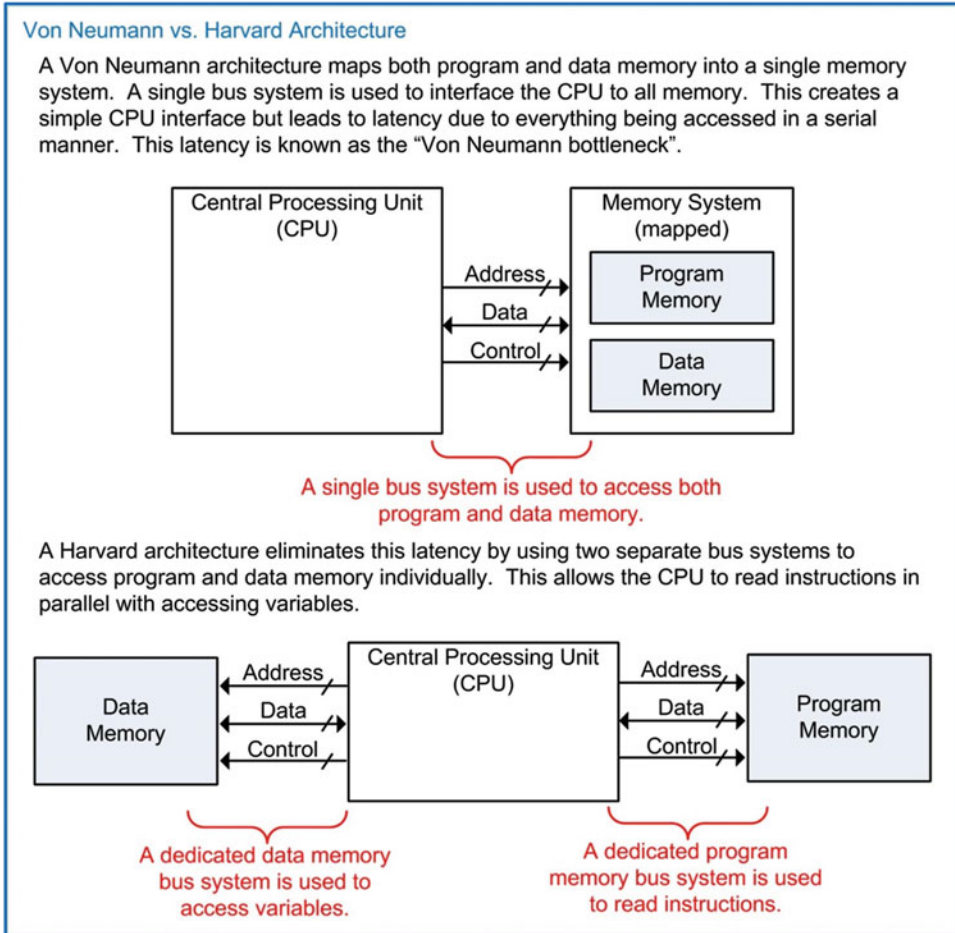 Von Neumann vs. Harvard Architecture
A Von Neumann architecture maps both program and data memory into a single memory
system.  A single bus system is used to interface the CPU to all memory.  This creates a
simple CPU interface but leads to latency due to everything being accessed in a serial
manner.  This latency is known as the “Von Neumann bottleneck”.
Central Processing Unit
(CPU)
Memory System
(mapped)
Address
Data
Control
Program
Memory
Data
Memory
A single bus system is used to access both
program and data memory.
A Harvard architecture eliminates this latency by using two separate bus systems to
access program and data memory individually.  This allows the CPU to read instructions in
parallel with accessing variables.
Data
Memory
Address
Data
Control
Central Processing Unit
(CPU)
Address
Data
Control
Program
Memory
A dedicated data memory
bus system is used to
access variables.
A dedicated program
memory bus system is used
to read instructions.